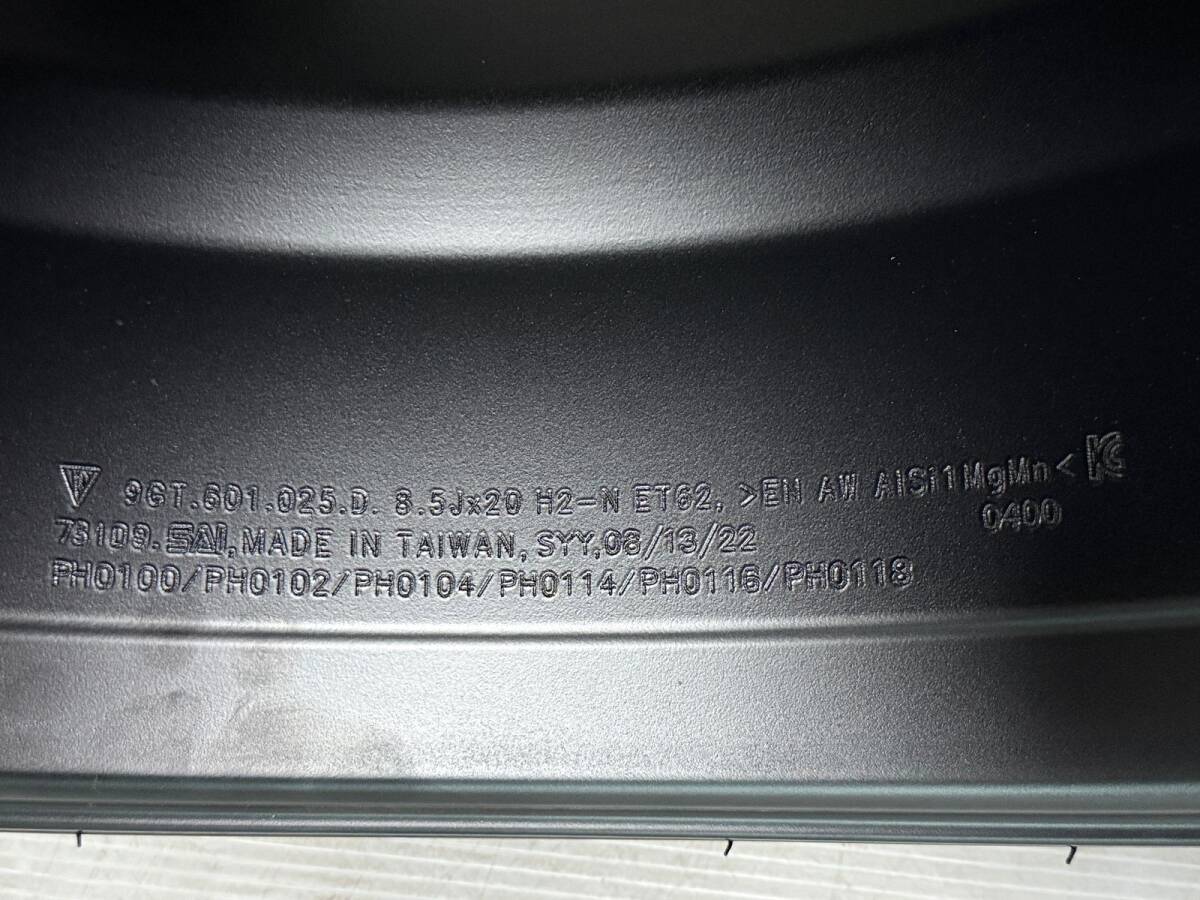 9GT.601.025.D. 8.5Jx20 H2-N ET62, >EN AW AlSi1MgMn<
0400
73109.SAI, MADE IN TAIWAN, SYY, 08/13/22
PH0100/PH0102/PH0104/PH0114/PH0116/PH0118